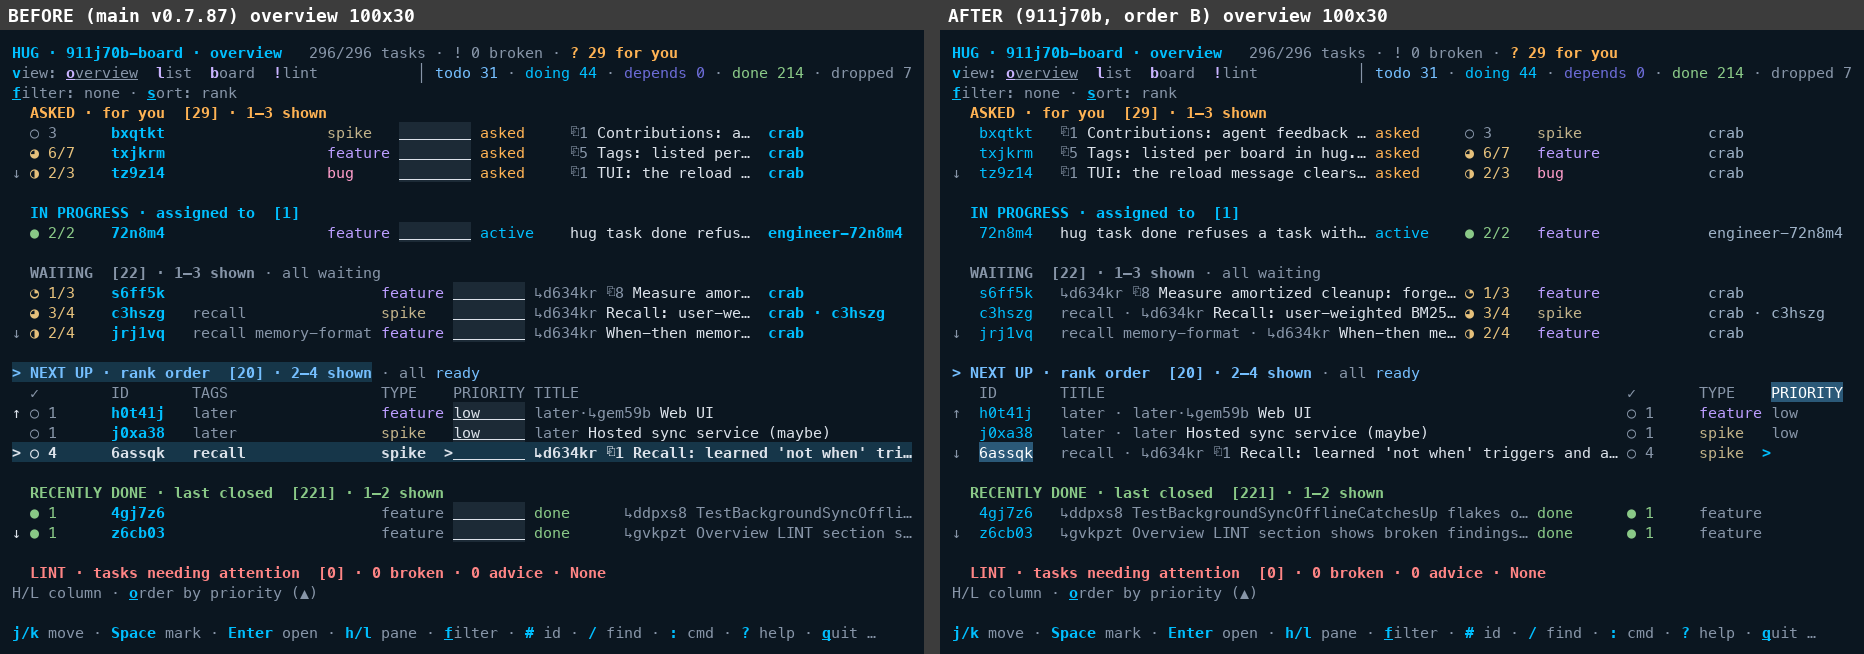 BEFORE (main v0.7.87) overview 100x30
HUG · 911j70b-board · overview   296/296 tasks · ! 0 broken · ? 29 for you
view: overview  list  board  !lint   │ todo 31 · doing 44 · depends 0 · done 214 · dropped 7
filter: none · sort: rank
ASKED · for you  [29] · 1–3 shown
○ 3   bxqtkt   spike   asked   ⎗1 Contributions: a…  crab
◕ 6/7   txjkrm   feature   asked   ⎗5 Tags: listed per…  crab
↓ ◑ 2/3   tz9z14   bug   asked   ⎗1 TUI: the reload …  crab
IN PROGRESS · assigned to  [1]
● 2/2   72n8m4   feature   active   hug task done refus…  engineer-72n8m4
WAITING  [22] · 1–3 shown · all waiting
◔ 1/3   s6ff5k   feature   ↳d634kr ⎗8 Measure amor…  crab
◕ 3/4   c3hszg   recall   spike   ↳d634kr Recall: user-we…  crab · c3hszg
↓ ◑ 2/4   jrj1vq   recall memory-format feature   ↳d634kr When-then memor…  crab
> NEXT UP · rank order  [20] · 2–4 shown · all ready
✓   ID   TAGS   TYPE   PRIORITY TITLE
↑ ○ 1   h0t41j   later   feature low   later·↳gem59b Web UI
○ 1   j0xa38   later   spike   low   later Hosted sync service (maybe)
> ○ 4   6assqk   recall   spike  >   ↳d634kr ⎗1 Recall: learned 'not when' tri…
RECENTLY DONE · last closed  [221] · 1–2 shown
● 1   4gj7z6   feature   done   ↳ddpxs8 TestBackgroundSyncOffli…
↓ ● 1   z6cb03   feature   done   ↳gvkpzt Overview LINT section s…
LINT · tasks needing attention  [0] · 0 broken · 0 advice · None
H/L column · order by priority (▲)
j/k move · Space mark · Enter open · h/l pane · filter · # id · / find · : cmd · ? help · quit …
AFTER (911j70b, order B) overview 100x30
HUG · 911j70b-board · overview   296/296 tasks · ! 0 broken · ? 29 for you
view: overview  list  board  !lint   │ todo 31 · doing 44 · depends 0 · done 214 · dropped 7
filter: none · sort: rank
ASKED · for you  [29] · 1–3 shown
bxqtkt   ⎗1 Contributions: agent feedback … asked   ○ 3   spike   crab
txjkrm   ⎗5 Tags: listed per board in hug.… asked   ◕ 6/7   feature   crab
↓  tz9z14   ⎗1 TUI: the reload message clears… asked   ◑ 2/3   bug   crab
IN PROGRESS · assigned to  [1]
72n8m4   hug task done refuses a task with… active   ● 2/2   feature   engineer-72n8m4
WAITING  [22] · 1–3 shown · all waiting
s6ff5k   ↳d634kr ⎗8 Measure amortized cleanup: forge… ◔ 1/3   feature   crab
c3hszg   recall · ↳d634kr Recall: user-weighted BM25… ◕ 3/4   spike   crab · c3hszg
↓  jrj1vq   recall memory-format · ↳d634kr When-then me… ◑ 2/4   feature   crab
> NEXT UP · rank order  [20] · 2–4 shown · all ready
ID   TITLE   ✓   TYPE   PRIORITY
↑  h0t41j   later · later·↳gem59b Web UI   ○ 1   feature low
j0xa38   later · later Hosted sync service (maybe)   ○ 1   spike   low
↓  6assqk   recall · ↳d634kr ⎗1 Recall: learned 'not when' triggers and a… ○ 4   spike  >
RECENTLY DONE · last closed  [221] · 1–2 shown
4gj7z6   ↳ddpxs8 TestBackgroundSyncOfflineCatchesUp flakes o… done   ● 1   feature
↓  z6cb03   ↳gvkpzt Overview LINT section shows broken findings… done   ● 1   feature
LINT · tasks needing attention  [0] · 0 broken · 0 advice · None
H/L column · order by priority (▲)
j/k move · Space mark · Enter open · h/l pane · filter · # id · / find · : cmd · ? help · quit …